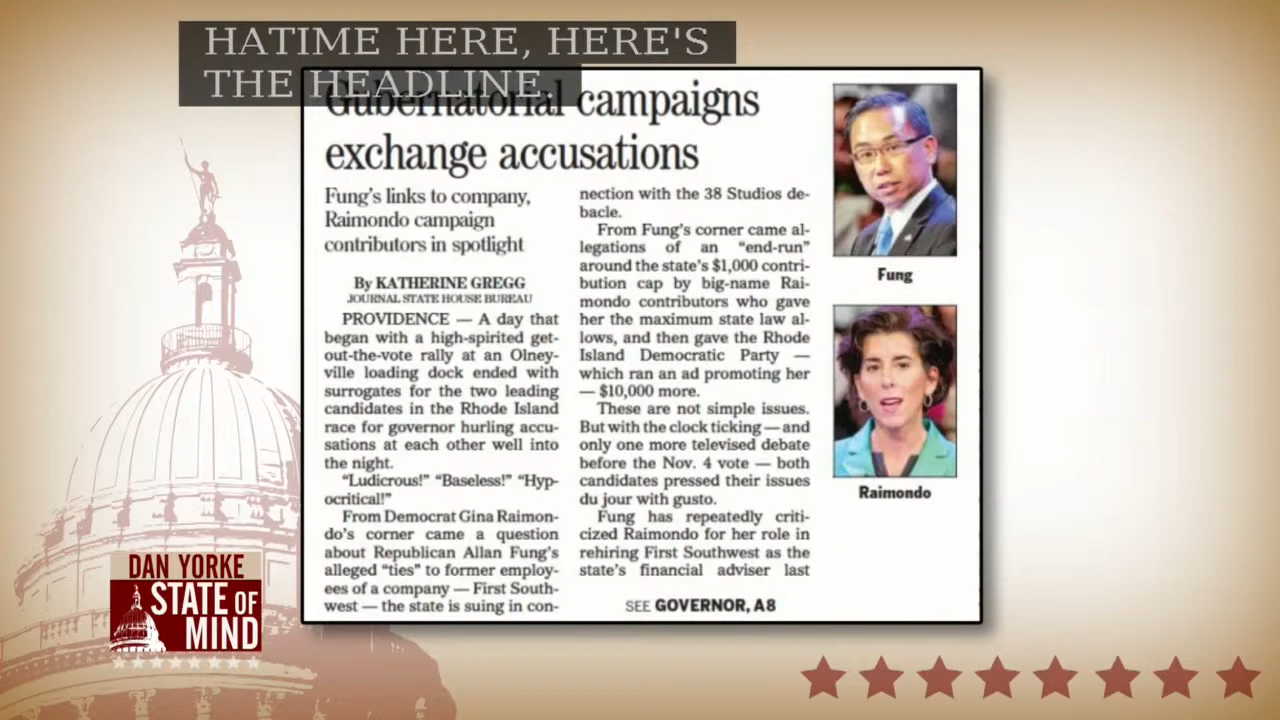 HATIME HERE, HERE'S
THE HEADLINE.
Gubernatorial campaigns
exchange accusations
Fung's links to company,
Raimondo campaign
contributors in spotlight
By KATHERINE GREGG
JOURNAL STATE HOUSE BUREAU
PROVIDENCE — A day that
began with a high-spirited get-
out-the-vote rally at an Olney-
ville loading dock ended with
surrogates for the two leading
candidates in the Rhode Island
race for governor hurling accu-
sations at each other well into
the night.
"Ludicrous!" "Baseless!" "Hyp-
ocritical!"
From Democrat Gina Raimon-
do's corner came a question
about Republican Allan Fung's
alleged "ties" to former employ-
ees of a company — First South-
west — the state is suing in con-
nection with the 38 Studios de-
bacle.
From Fung's corner came al-
legations of an "end-run"
around the state's $1,000 contri-
bution cap by big-name Rai-
mondo contributors who gave
her the maximum state law al-
lows, and then gave the Rhode
Island Democratic Party —
which ran an ad promoting her
— $10,000 more.
These are not simple issues.
But with the clock ticking — and
only one more televised debate
before the Nov. 4 vote — both
candidates pressed their issues
du jour with gusto.
Fung has repeatedly criti-
cized Raimondo for her role in
rehiring First Southwest as the
state's financial adviser last
SEE GOVERNOR, A8
Fung
Raimondo
DAN YORKE
STATE OF
MIND